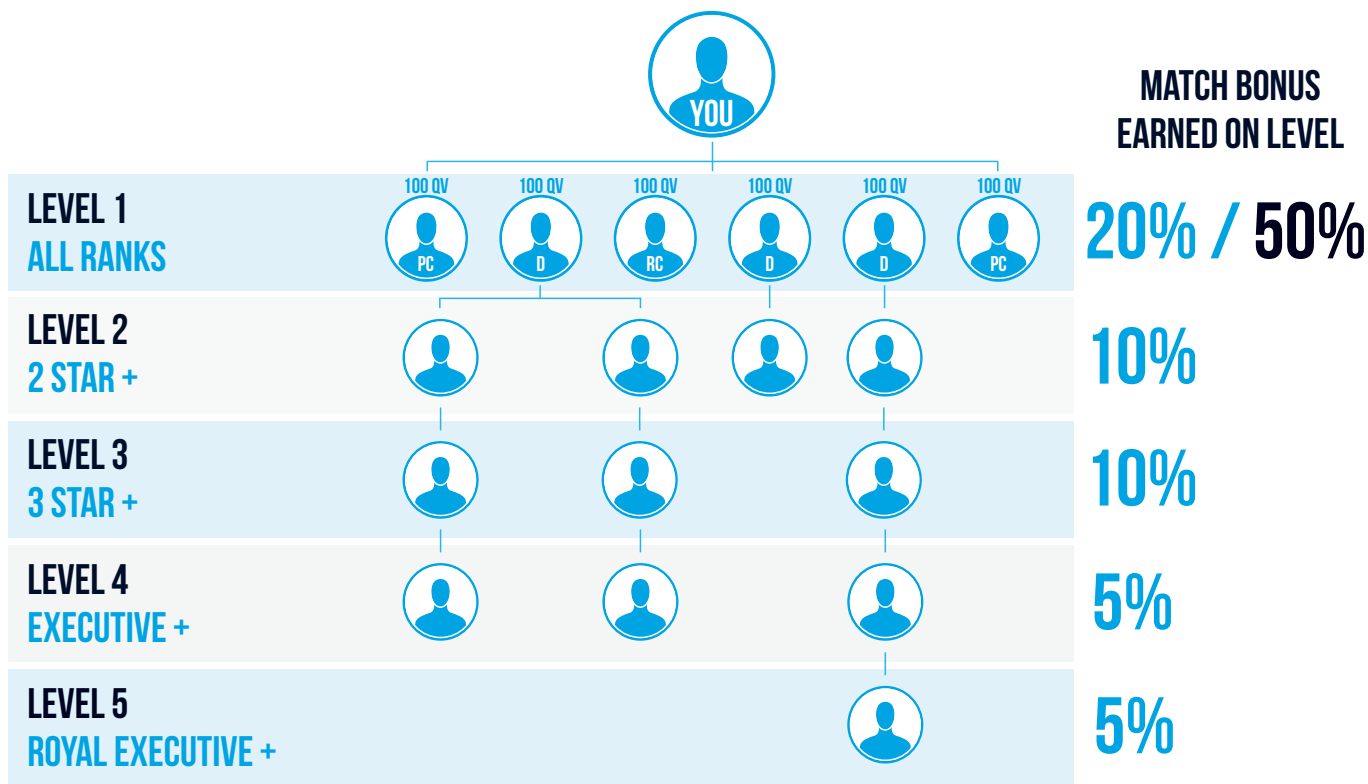 YOU
MATCH BONUS
EARNED ON LEVEL
LEVEL 1
ALL RANKS
100 QV 100 QV 100 QV 100 QV 100 QV 100 QV
PC D RC D D PC
20% / 50%
LEVEL 2
2 STAR +
10%
LEVEL 3
3 STAR +
10%
LEVEL 4
EXECUTIVE +
5%
LEVEL 5
ROYAL EXECUTIVE +
5%